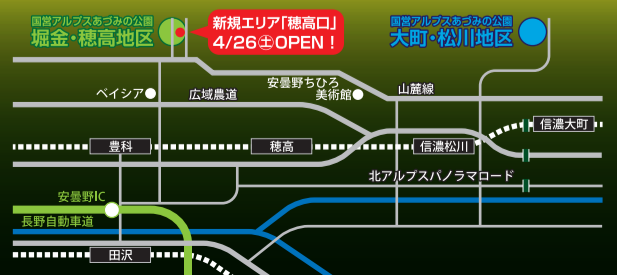 国営アルプスあづみの公園
堀金・穂高地区
新規エリア「穂高口」
4/26㊏OPEN！
国営アルプスあづみの公園
大町・松川地区
ベイシア
広域農道
安曇野ちひろ
美術館
山麓線
豊科
穂高
信濃松川
信濃大町
北アルプスパノラマロード
安曇野IC
長野自動車道
田沢